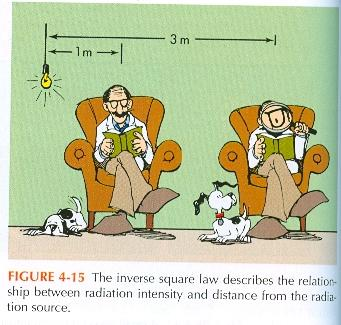 3 m
1 m
FIGURE 4-15 The inverse square law describes the relation-
ship between radiation intensity and distance from the radia-
tion source.